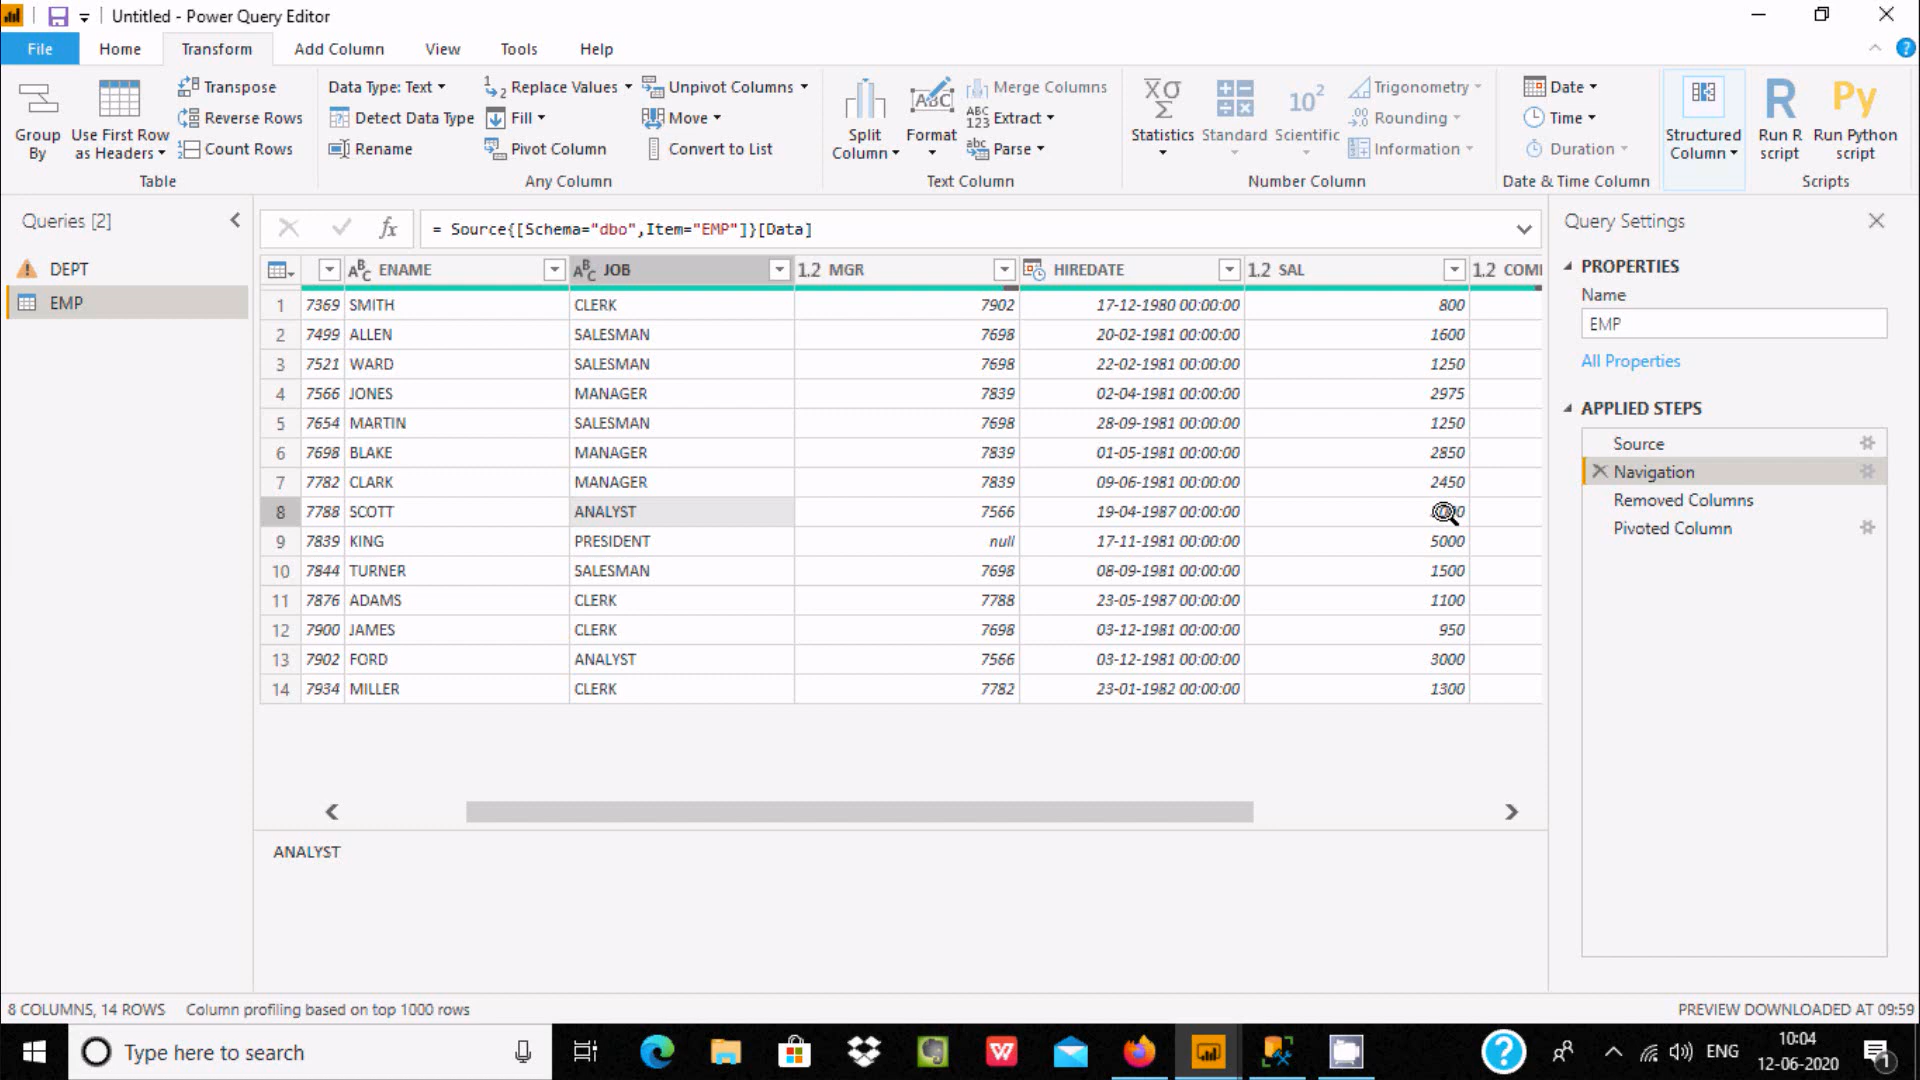 Untitled - Power Query Editor
File Home Transform Add Column View Tools Help
Group By
Use First Row as Headers
Transpose
Reverse Rows
Count Rows
Table
Data Type: Text
Detect Data Type
Rename
Replace Values
Fill
Pivot Column
Unpivot Columns
Move
Convert to List
Any Column
Split Column
Format
Merge Columns
Extract
Parse
Text Column
Statistics
Standard
Scientific
Trigonometry
Rounding
Information
Number Column
Date
Time
Duration
Date & Time Column
Structured Column
Run R script
Run Python script
Scripts
Queries [2]
DEPT
EMP
= Source{[Schema="dbo",Item="EMP"]}[Data]
ENAME JOB 1.2 MGR HIREDATE 1.2 SAL 1.2
1 7369 SMITH CLERK 7902 17-12-1980 00:00:00 800
2 7499 ALLEN SALESMAN 7698 20-02-1981 00:00:00 1600
3 7521 WARD SALESMAN 7698 22-02-1981 00:00:00 1250
4 7566 JONES MANAGER 7839 02-04-1981 00:00:00 2975
5 7654 MARTIN SALESMAN 7698 28-09-1981 00:00:00 1250
6 7698 BLAKE MANAGER 7839 01-05-1981 00:00:00 2850
7 7782 CLARK MANAGER 7839 09-06-1981 00:00:00 2450
8 7788 SCOTT ANALYST 7566 19-04-1987 00:00:00
9 7839 KING PRESIDENT null 17-11-1981 00:00:00 5000
10 7844 TURNER SALESMAN 7698 08-09-1981 00:00:00 1500
11 7876 ADAMS CLERK 7788 23-05-1987 00:00:00 1100
12 7900 JAMES CLERK 7698 03-12-1981 00:00:00 950
13 7902 FORD ANALYST 7566 03-12-1981 00:00:00 3000
14 7934 MILLER CLERK 7782 23-01-1982 00:00:00 1300
ANALYST
Query Settings
PROPERTIES
Name
EMP
All Properties
APPLIED STEPS
Source
Navigation
Removed Columns
Pivoted Column
8 COLUMNS, 14 ROWS Column profiling based on top 1000 rows
PREVIEW DOWNLOADED AT 09:59
Type here to search
ENG
10:04
12-06-2020
1